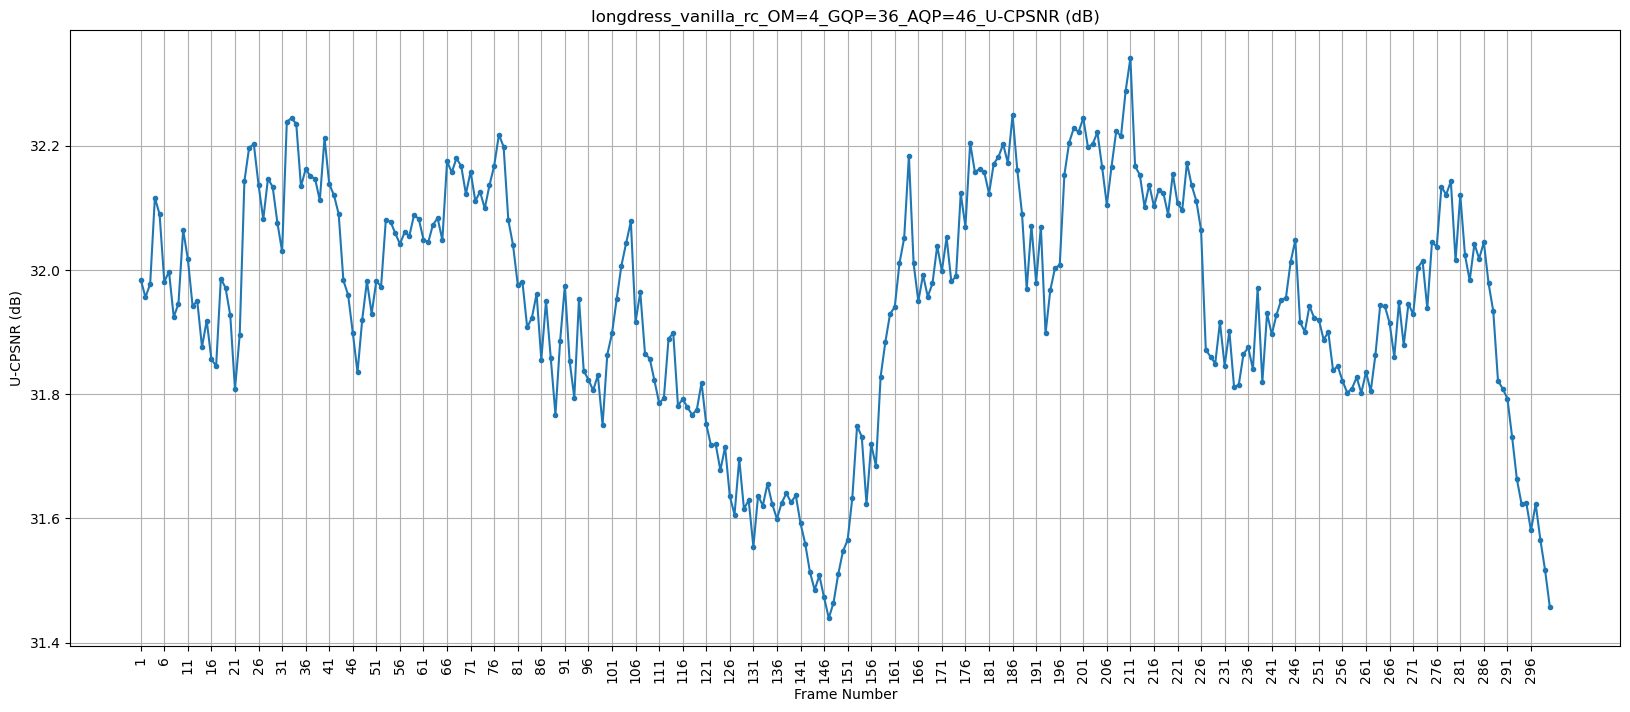 longdress_vanilla_rc_OM=4_GQP=36_AQP=46_U-CPSNR (dB)
U-CPSNR (dB)
32.2
32.0
31.8
31.6
31.4
1 6 11 16 21 26 31 36 41 46 51 56 61 66 71 76 81 86 91 96 101 106 111 116 121 126 131 136 141 146 151 156 161 166 171 176 181 186 191 196 201 206 211 216 221 226 231 236 241 246 251 256 261 266 271 276 281 286 291 296
Frame Number